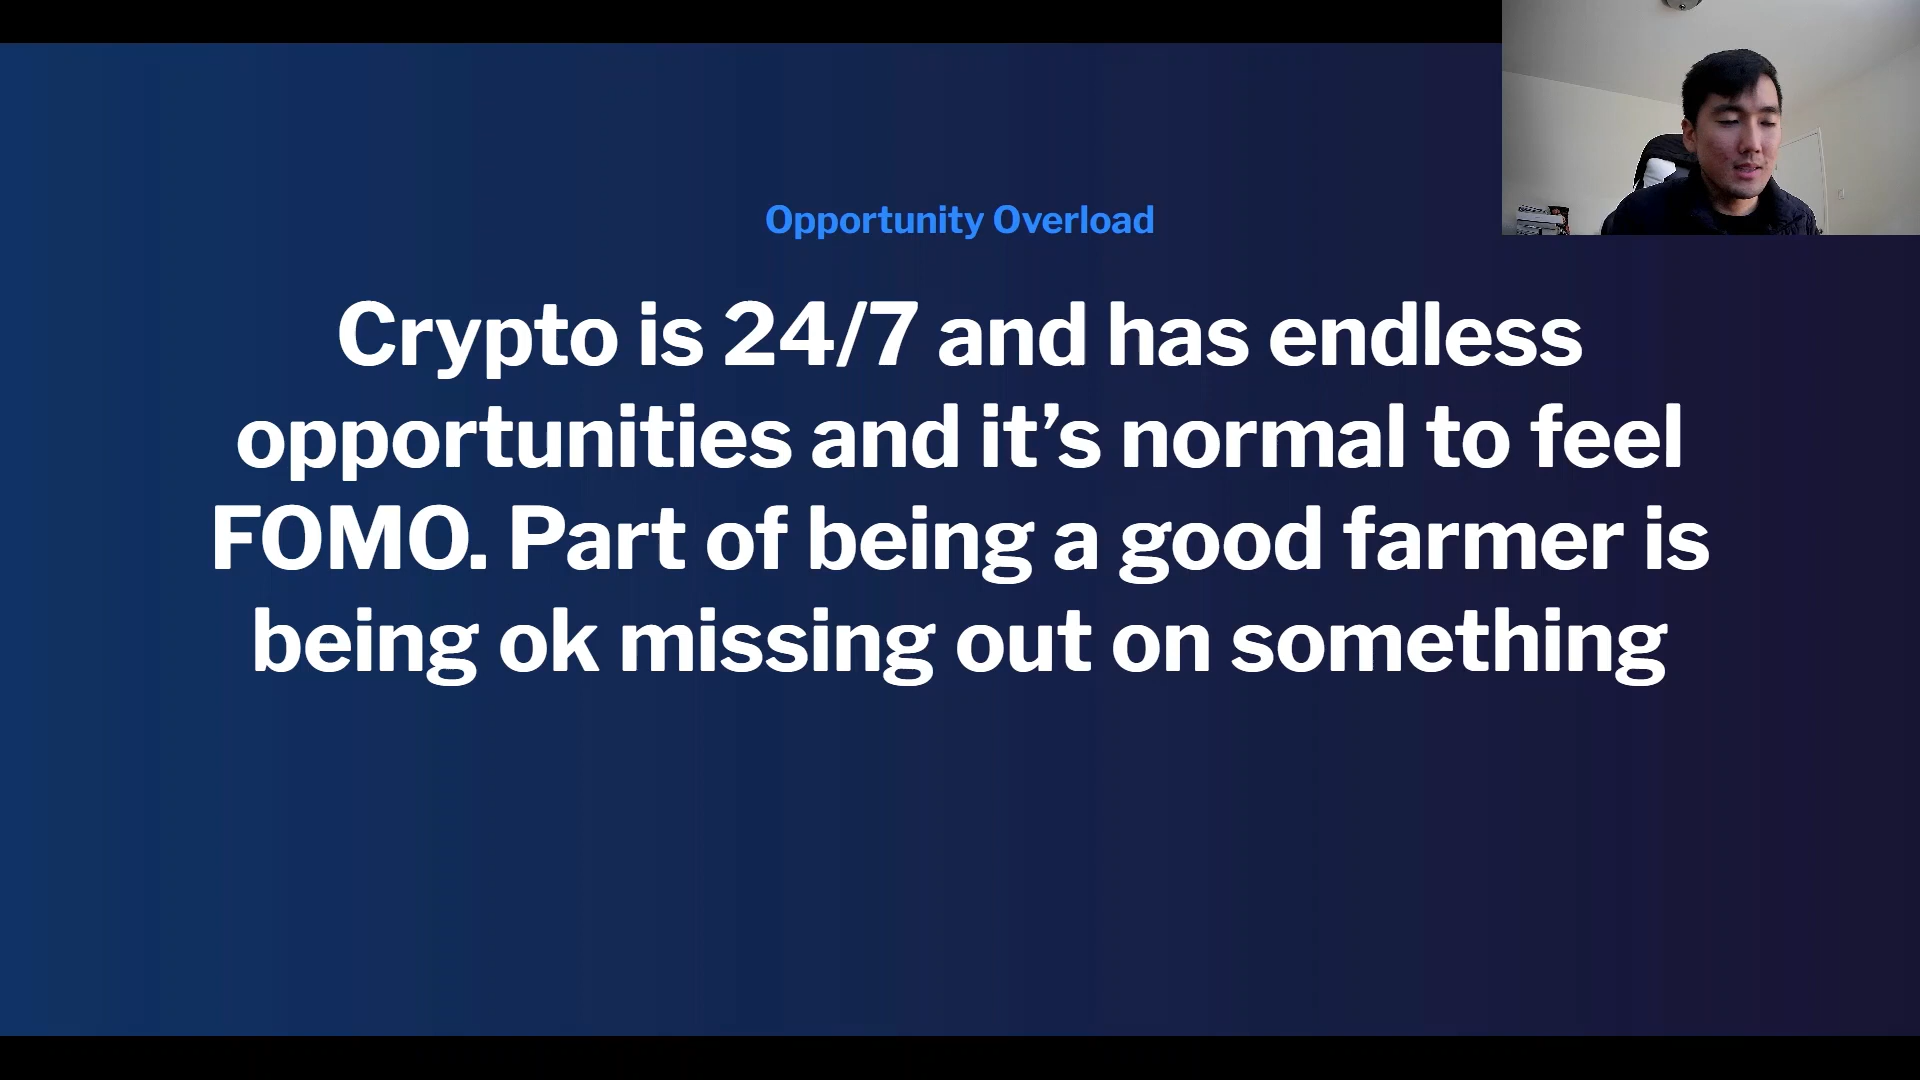 Opportunity Overload
Crypto is 24/7 and has endless
opportunities and it’s normal to feel
FOMO. Part of being a good farmer is
being ok missing out on something